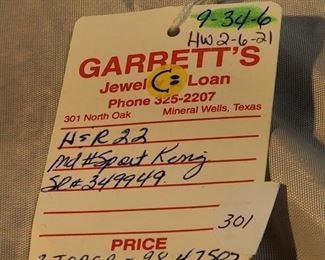 9-34-6
HW 2-6-21
GARRETT'S
Jewel Loan
Phone 325-2207
301 North Oak Mineral Wells, Texas
H&R 22
Md # Sport King
SR# 349949
301
PRICE